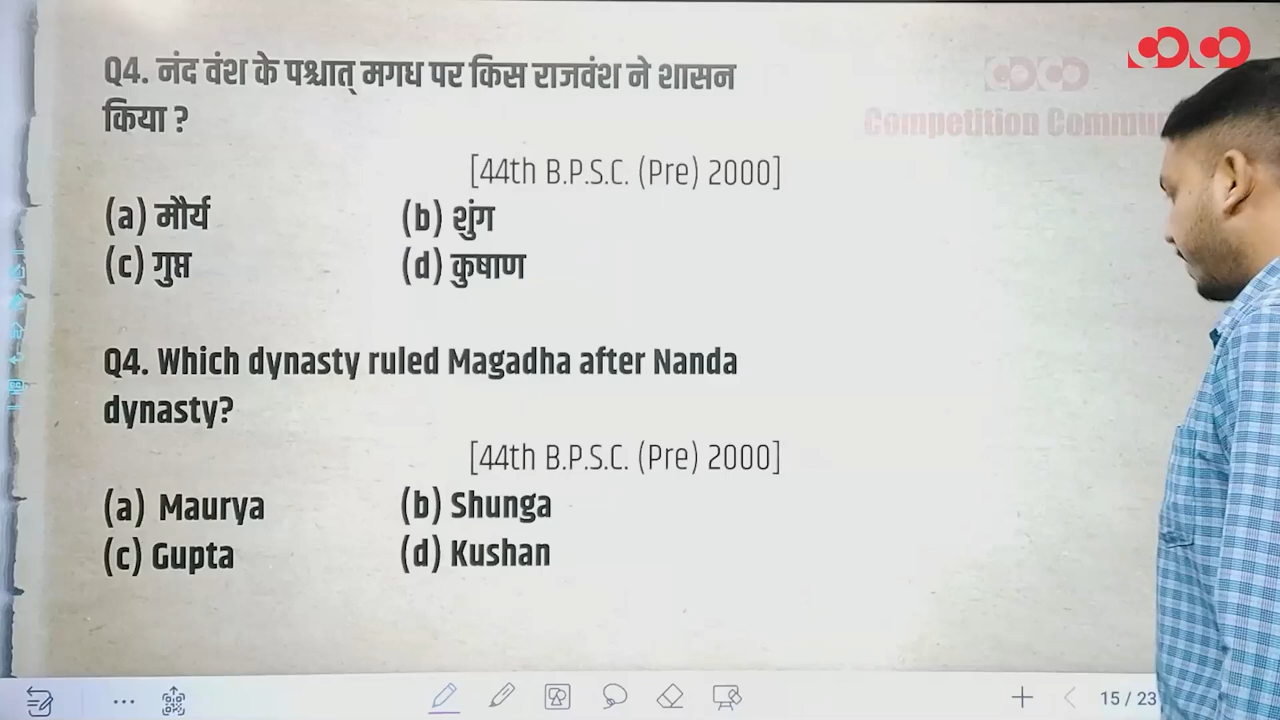 Q4. नंद वंश के पश्चात् मगध पर किस राजवंश ने शासन
किया ?
[44th B.P.S.C. (Pre) 2000]
(a) मौर्य (b) शुंग
(c) गुप्त (d) कुषाण
Q4. Which dynasty ruled Magadha after Nanda
dynasty?
[44th B.P.S.C. (Pre) 2000]
(a) Maurya (b) Shunga
(c) Gupta (d) Kushan
Competition
15 / 23